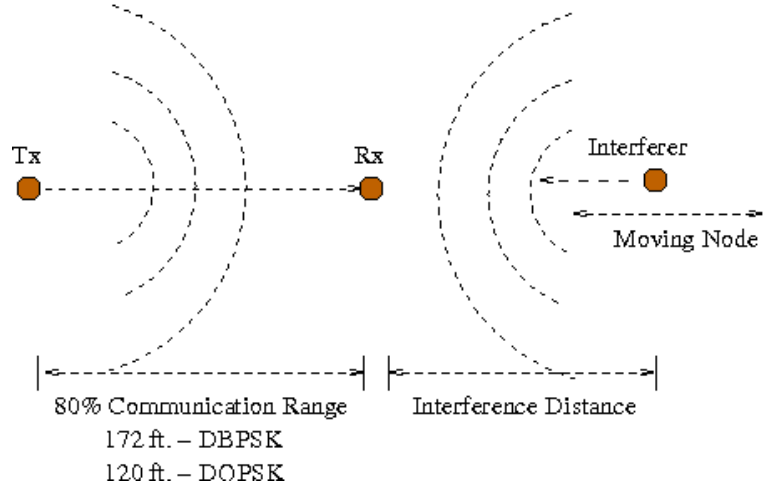 Tx
Rx
Interferer
Moving Node
80% Communication Range
Interference Distance
172 ft. – DBPSK
120 ft. – DQPSK